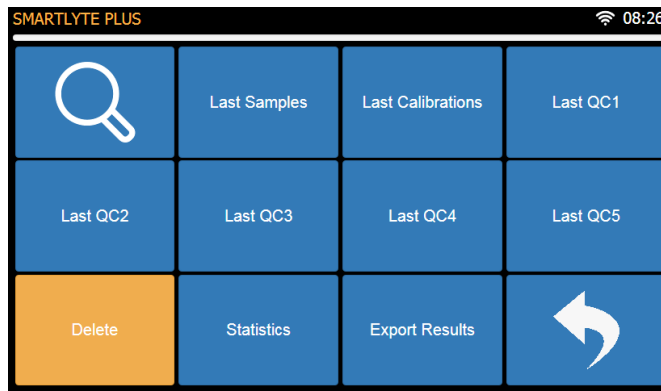 SMARTLYTE PLUS 08:26
Last Samples Last Calibrations Last QC1
Last QC2 Last QC3 Last QC4 Last QC5
Delete Statistics Export Results